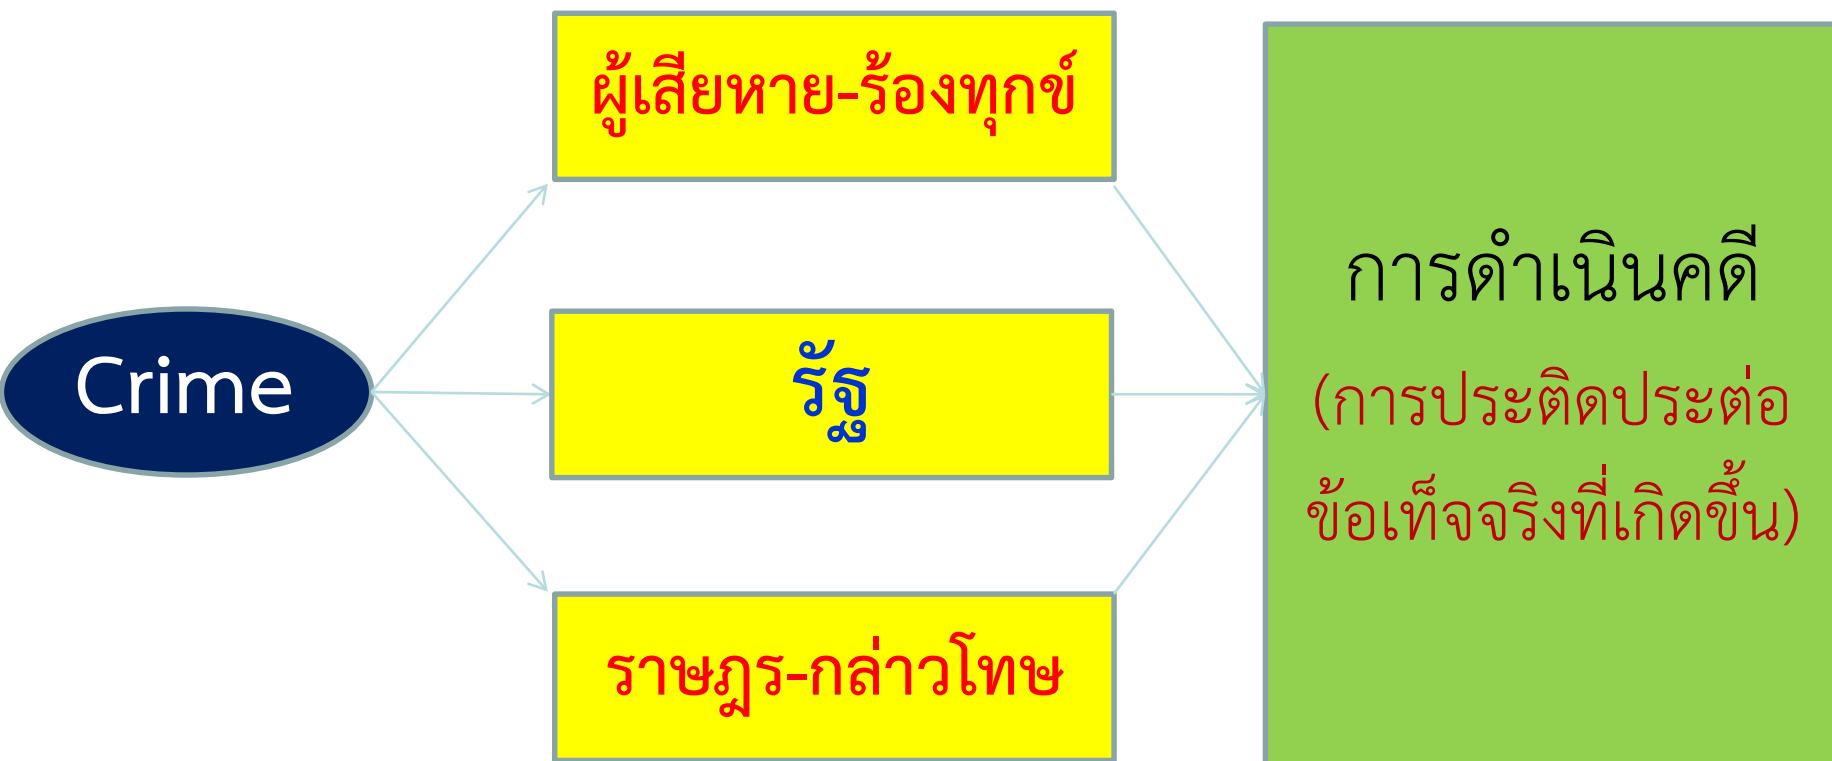 ผู้เสียหาย-ร้องทุกข์
Crime
รัฐ
ราษฎร-กล่าวโทษ
การดำเนินคดี
(การประติดประต่อ
ข้อเท็จจริงที่เกิดขึ้น)